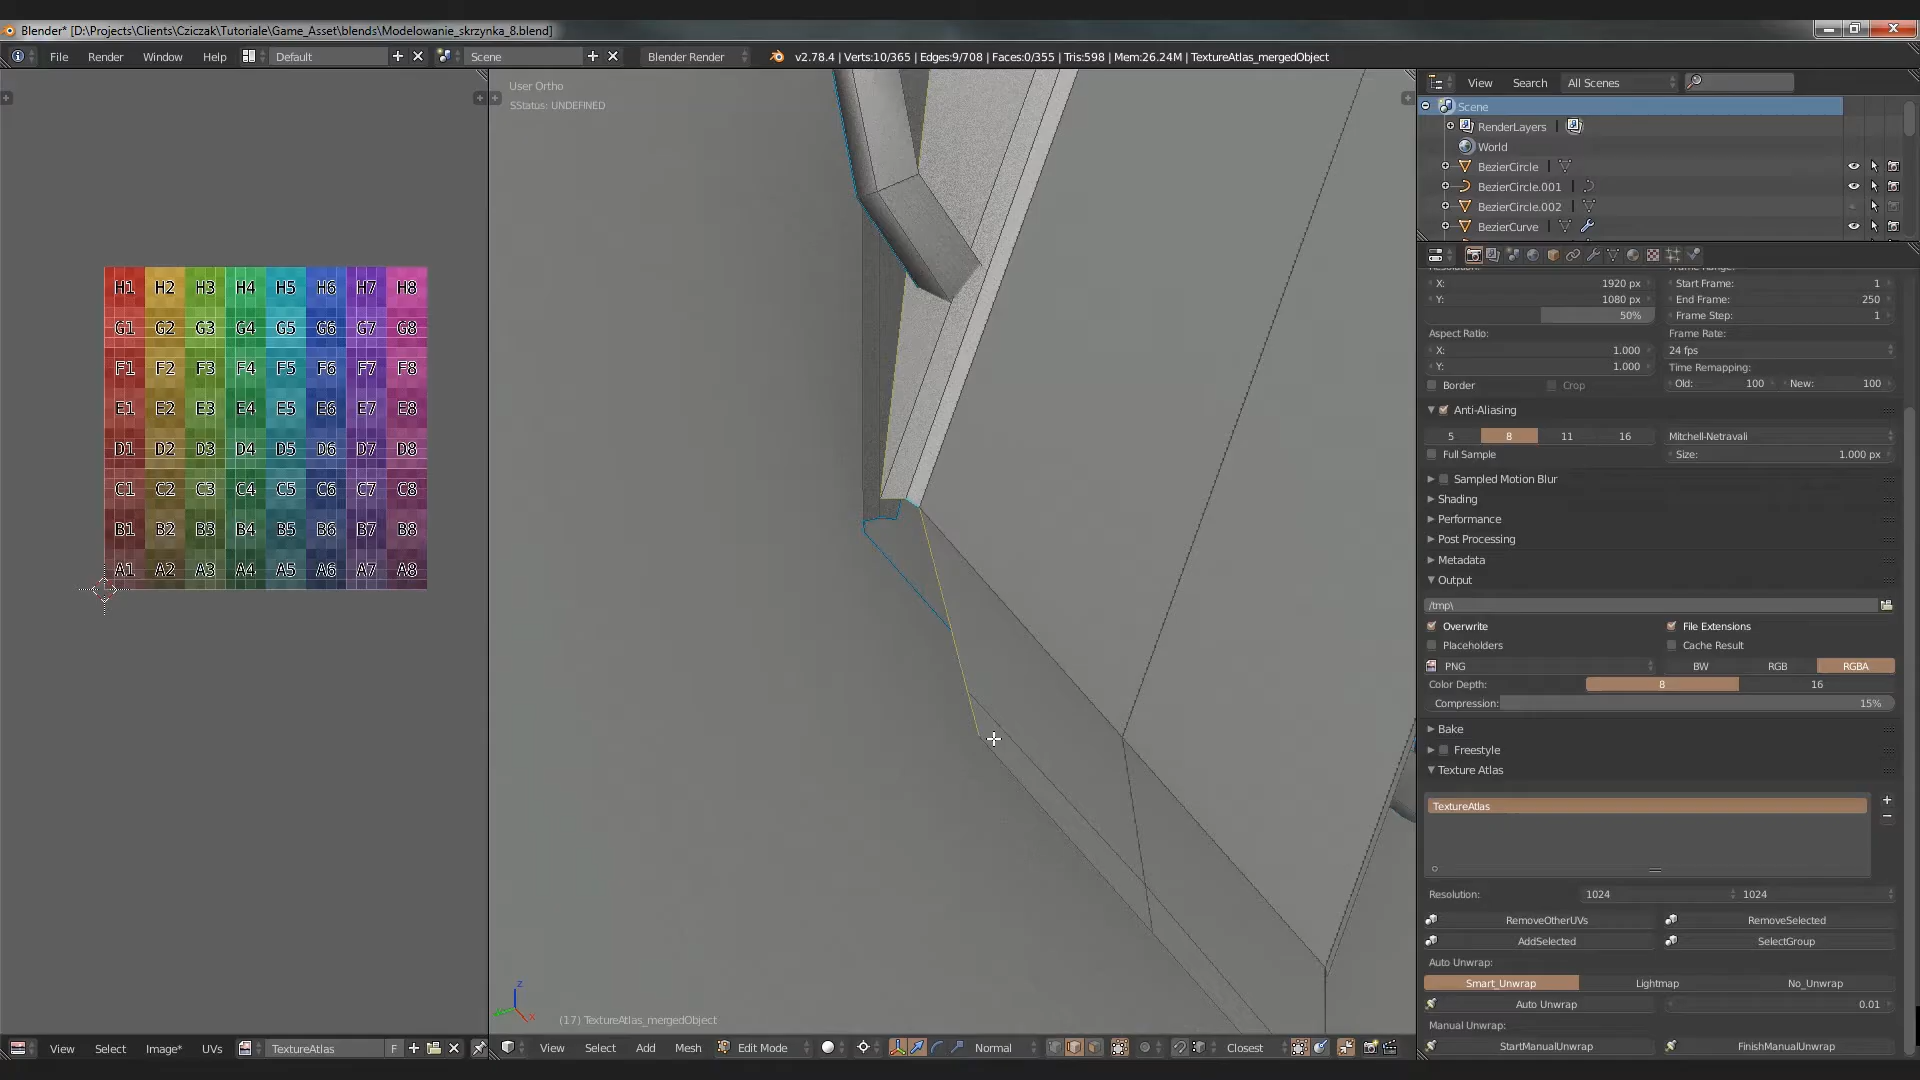 Blender* [D:\Projects\Clients\Cziczak\Tutoriale\Game_Asset\blends\Modelowanie_skrzynka_8.blend]
File Render Window Help Default Scene Blender Render v2.78.4 | Verts:10/365 | Edges:9/708 | Faces:0/355 | Tris:598 | Mem:26.24M | TextureAtlas_mergedObject
User Ortho
SStatus: UNDEFINED
H1 H2 H3 H4 H5 H6 H7 H8
G1 G2 G3 G4 G5 G6 G7 G8
F1 F2 F3 F4 F5 F6 F7 F8
E1 E2 E3 E4 E5 E6 E7 E8
D1 D2 D3 D4 D5 D6 D7 D8
C1 C2 C3 C4 C5 C6 C7 C8
B1 B2 B3 B4 B5 B6 B7 B8
A1 A2 A3 A4 A5 A6 A7 A8
z
x
(17) TextureAtlas_mergedObject
View Select Image* UVs TextureAtlas F
View Select Add Mesh Edit Mode Normal Closest
View Search All Scenes
Scene
RenderLayers
World
BezierCircle
BezierCircle.001
BezierCircle.002
BezierCurve
X: 1920 px Start Frame: 1
Y: 1080 px End Frame: 250
50% Frame Step: 1
Aspect Ratio: Frame Rate:
X: 1.000 24 fps
Y: 1.000 Time Remapping:
Border Crop Old: 100 New: 100
Anti-Aliasing
5 8 11 16 Mitchell-Netravali
Full Sample Size: 1.000 px
Sampled Motion Blur
Shading
Performance
Post Processing
Metadata
Output
/tmp\
Overwrite File Extensions
Placeholders Cache Result
PNG BW RGB RGBA
Color Depth: 8 16
Compression: 15%
Bake
Freestyle
Texture Atlas
TextureAtlas
Resolution: 1024 1024
RemoveOtherUVs RemoveSelected
AddSelected SelectGroup
Auto Unwrap:
Smart_Unwrap Lightmap No_Unwrap
Auto Unwrap 0.01
Manual Unwrap:
StartManualUnwrap FinishManualUnwrap